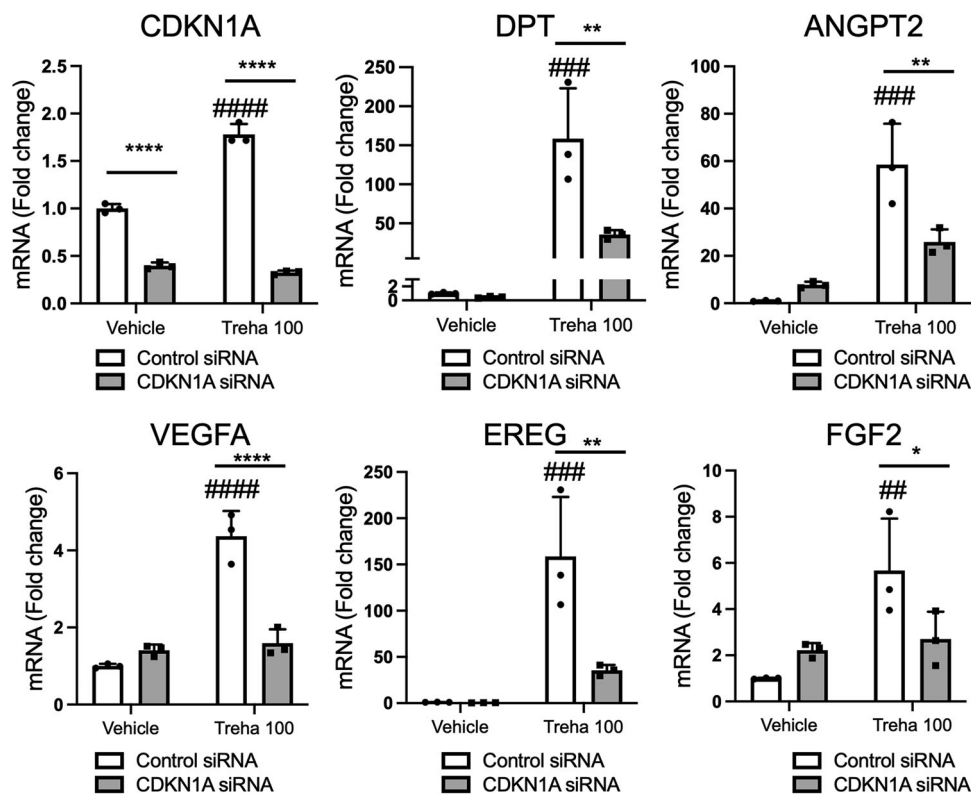 CDKN1A
****
****
####
mRNA (Fold change)
2.5
2.0
1.5
1.0
0.5
0.0
Vehicle
Treha 100
Control siRNA
CDKN1A siRNA
DPT
**
###
mRNA (Fold change)
250
200
150
100
50
2
0
Vehicle
Treha 100
Control siRNA
CDKN1A siRNA
ANGPT2
**
###
mRNA (Fold change)
100
80
60
40
20
0
Vehicle
Treha 100
Control siRNA
CDKN1A siRNA
VEGFA
****
####
mRNA (Fold change)
6
4
2
0
Vehicle
Treha 100
Control siRNA
CDKN1A siRNA
EREG
**
###
mRNA (Fold change)
250
200
150
100
50
0
Vehicle
Treha 100
Control siRNA
CDKN1A siRNA
FGF2
*
##
mRNA (Fold change)
10
8
6
4
2
0
Vehicle
Treha 100
Control siRNA
CDKN1A siRNA